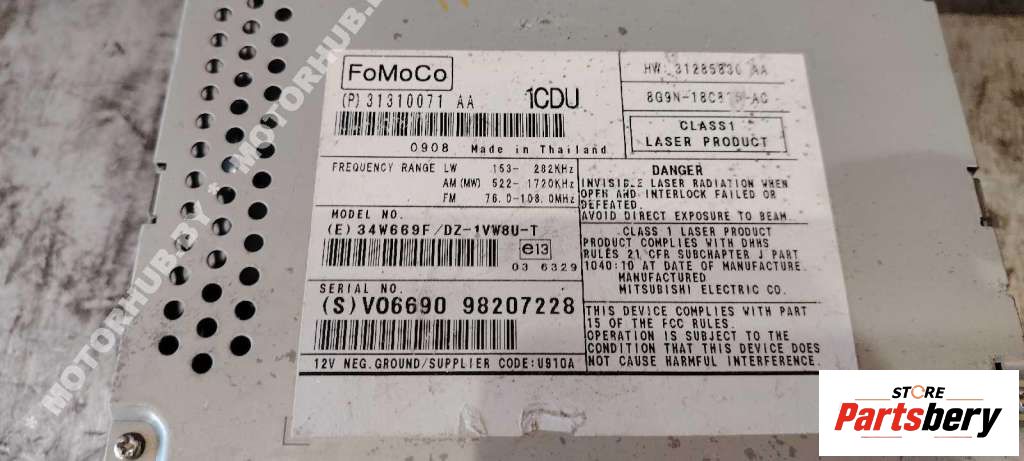 FoMoCo
(P) 31310071 AA 1CDU
0908 Made in Thailand
FREQUENCY RANGE LW 153- 282KHz
AM(MW) 522-1720KHz
FM 76.0-108.0MHz
MODEL NO.
(E) 34W669F/DZ-1VW8U-T
e13
03 6329
SERIAL NO.
(S)V06690 98207228
12V NEG.GROUND/SUPPLIER CODE:U910A
HW: 31285830 AA
CLASS1
LASER PRODUCT
DANGER
INVISIBLE LASER RADIATION WHEN
OPEN AND INTERLOCK FAILED OR
DEFEATED.
AVOID DIRECT EXPOSURE TO BEAM.
CLASS 1 LASER PRODUCT
PRODUCT COMPLIES WITH DHHS
RULES 21 CFR SUBCHAPTER J PART
1040:10 AT DATE OF MANUFACTURE.
MANUFACTURED
MITSUBISHI ELECTRIC CO.
THIS DEVICE COMPLIES WITH PART
15 OF THE FCC RULES.
OPERATION IS SUBJECT TO THE
CONDITION THAT THIS DEVICE DOES
NOT CAUSE HARMFUL INTERFERENCE
* MOTORHUB.BY * MOTORHUB.BY
STORE
Partsbery